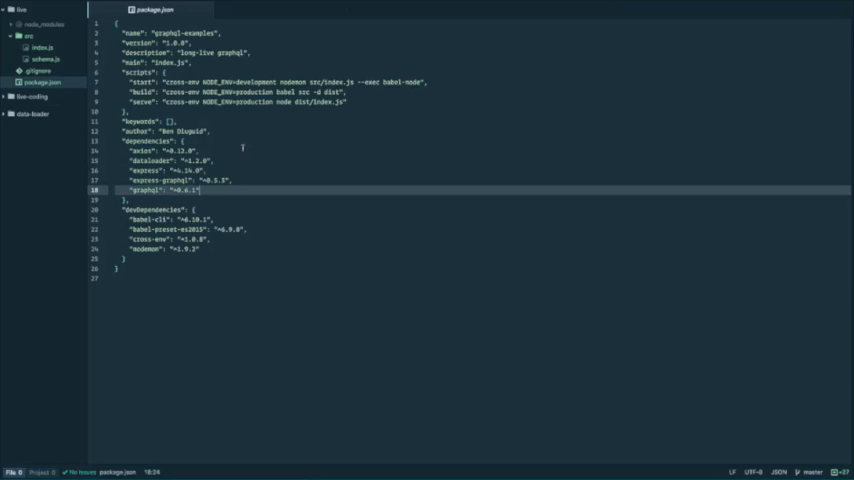 live
package.json
node_modules
src
index.js
schema.js
.gitignore
package.json
live-coding
data-loader
1 {
2 "name": "graphql-examples",
3 "version": "1.0.0",
4 "description": "long-live graphql",
5 "main": "index.js",
6 "scripts": {
7 "start": "cross-env NODE_ENV=development nodemon src/index.js --exec babel-node",
8 "build": "cross-env NODE_ENV=production babel src -d dist",
9 "serve": "cross-env NODE_ENV=production node dist/index.js"
10 },
11 "keywords": [],
12 "author": "Ben Diuguid",
13 "dependencies": {
14 "axios": "^0.12.0",
15 "dataloader": "^1.2.0",
16 "express": "^4.14.0",
17 "express-graphql": "^0.5.3",
18 "graphql": "^0.6.1"
19 },
20 "devDependencies": {
21 "babel-cli": "^6.10.1",
22 "babel-preset-es2015": "^6.9.0",
23 "cross-env": "^1.0.8",
24 "nodemon": "^1.9.2"
25 }
26 }
27
File 0 Project 0 No Issues package.json 18:24 LF UTF-8 JSON master +27